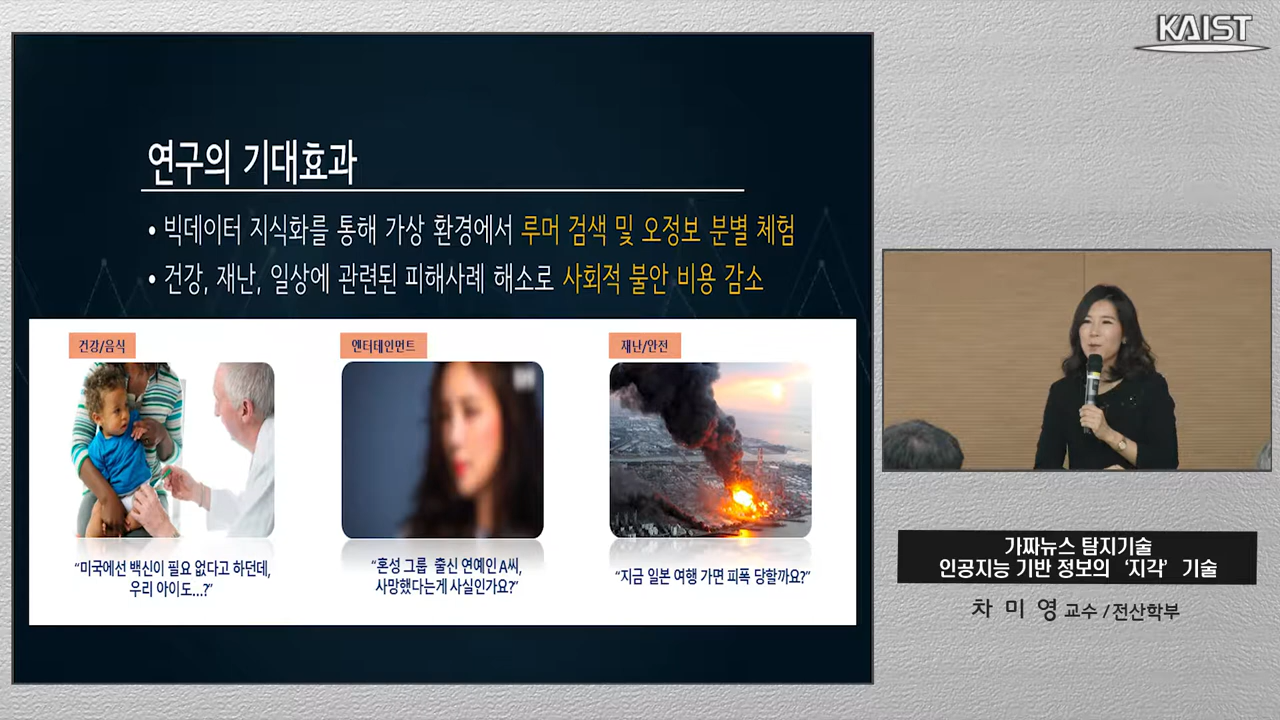 KAIST
연구의 기대효과
• 빅데이터 지식화를 통해 가상 환경에서 루머 검색 및 오정보 분별 체험
• 건강, 재난, 일상에 관련된 피해사례 해소로 사회적 불안 비용 감소
건강/음식
엔터테인먼트
재난/안전
“미국에선 백신이 필요 없다고 하던데,
우리 아이도...?”
“혼성 그룹 출신 연예인 A씨,
사망했다는게 사실인가요?”
“지금 일본 여행 가면 피폭 당할까요?”
가짜뉴스 탐지기술
인공지능 기반 정보의 ‘지각’ 기술
차 미 영 교수 / 전산학부